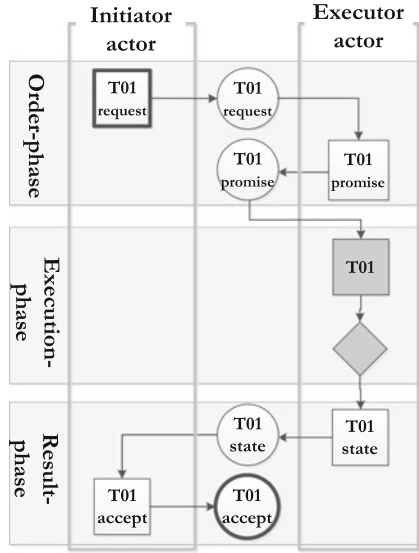 Initiator
actor
Executor
actor
Order-phase
T01
request
T01
request
T01
promise
T01
promise
Execution-
phase
T01
Result-
phase
T01
state
T01
state
T01
accept
T01
accept